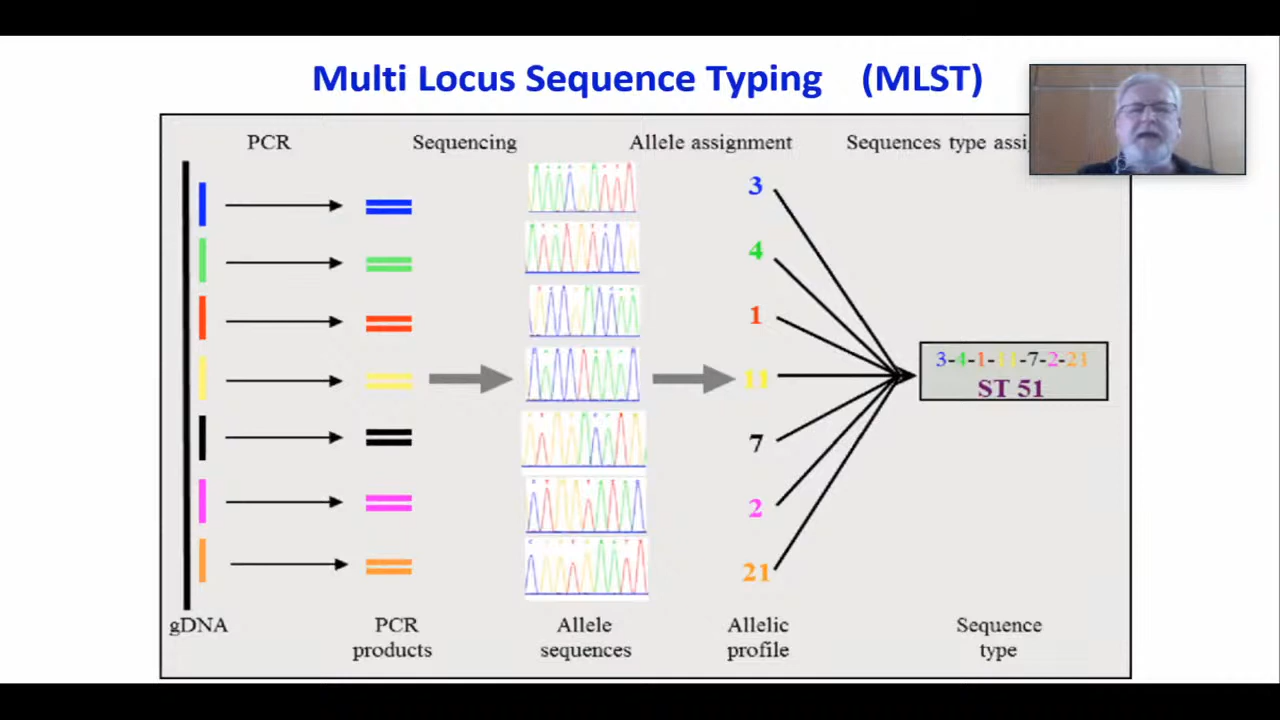 Multi Locus Sequence Typing (MLST)
PCR Sequencing Allele assignment Sequences type
3
4
1
11
7
2
21
3-4-1-11-7-2-21
ST 51
gDNA PCR products Allele sequences Allelic profile Sequence type